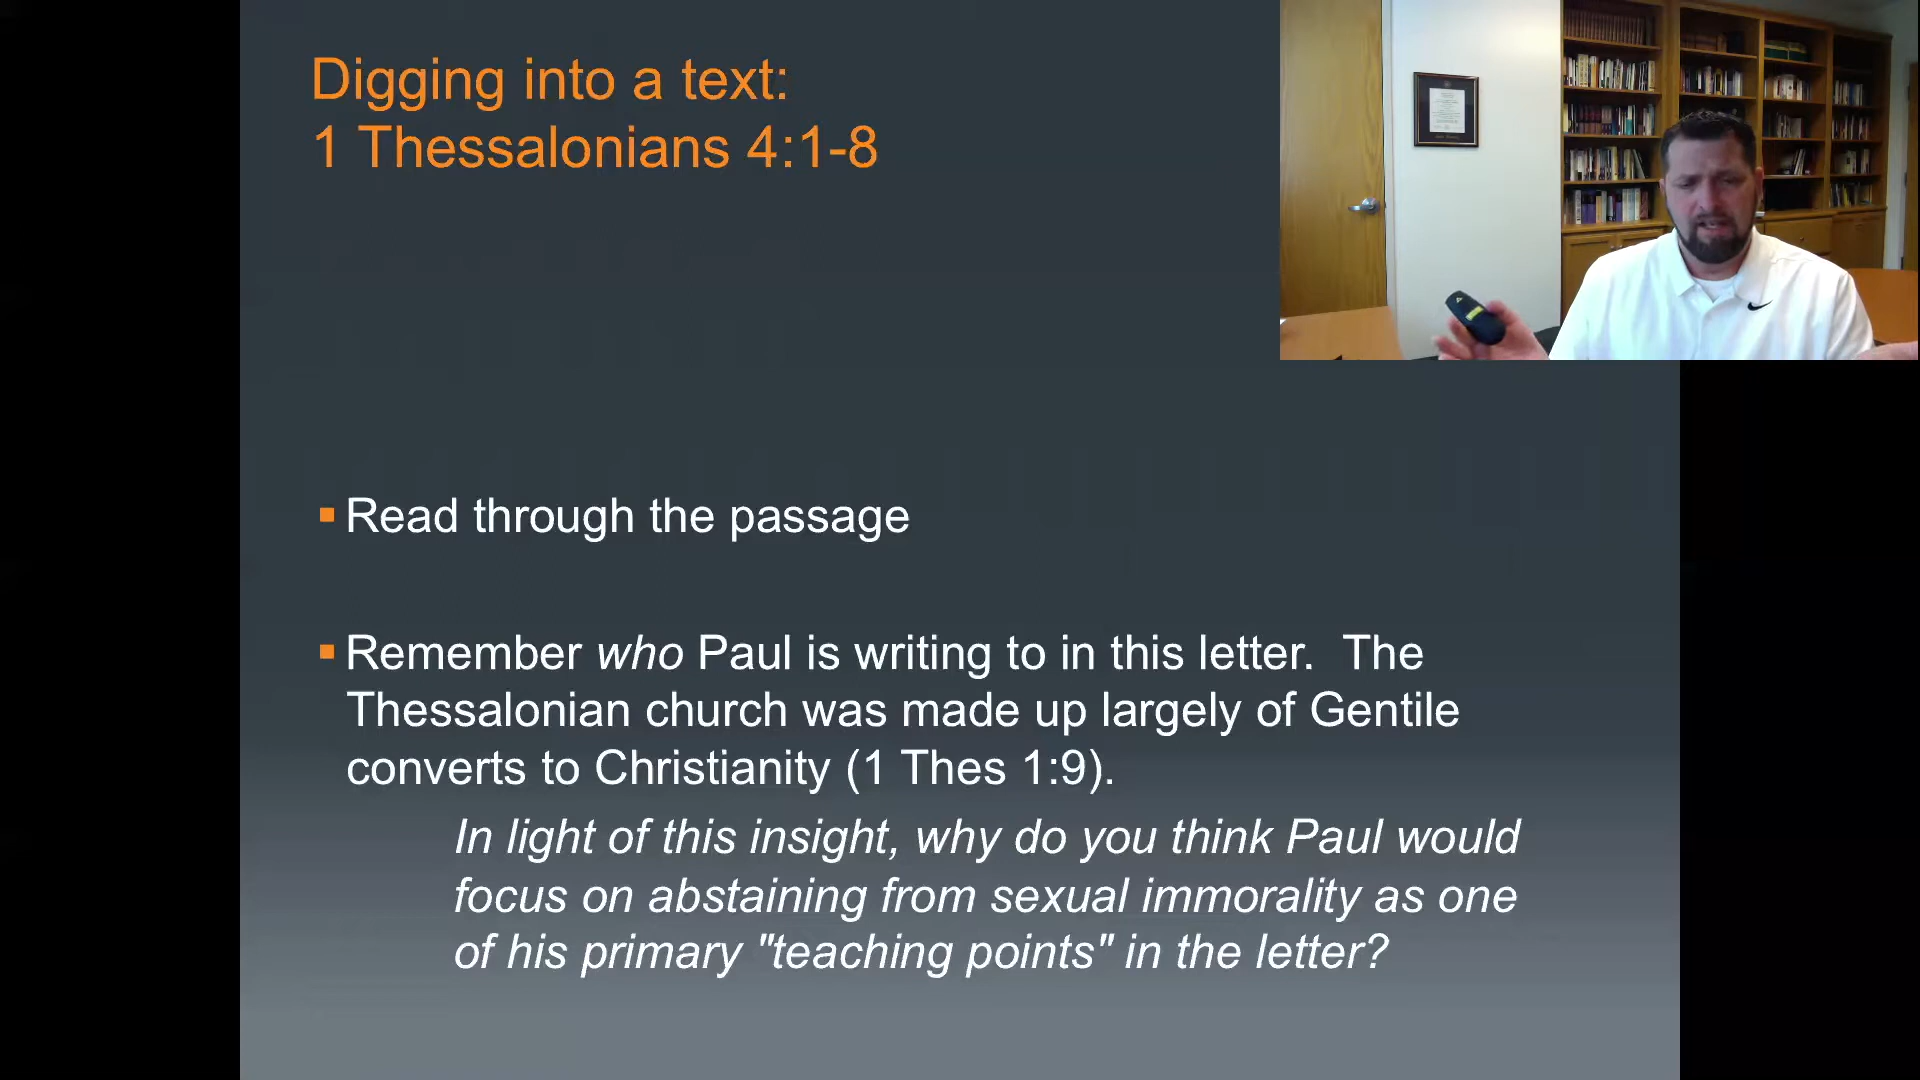 Digging into a text:
1 Thessalonians 4:1-8
Read through the passage
Remember who Paul is writing to in this letter. The
Thessalonian church was made up largely of Gentile
converts to Christianity (1 Thes 1:9).
In light of this insight, why do you think Paul would
focus on abstaining from sexual immorality as one
of his primary "teaching points" in the letter?